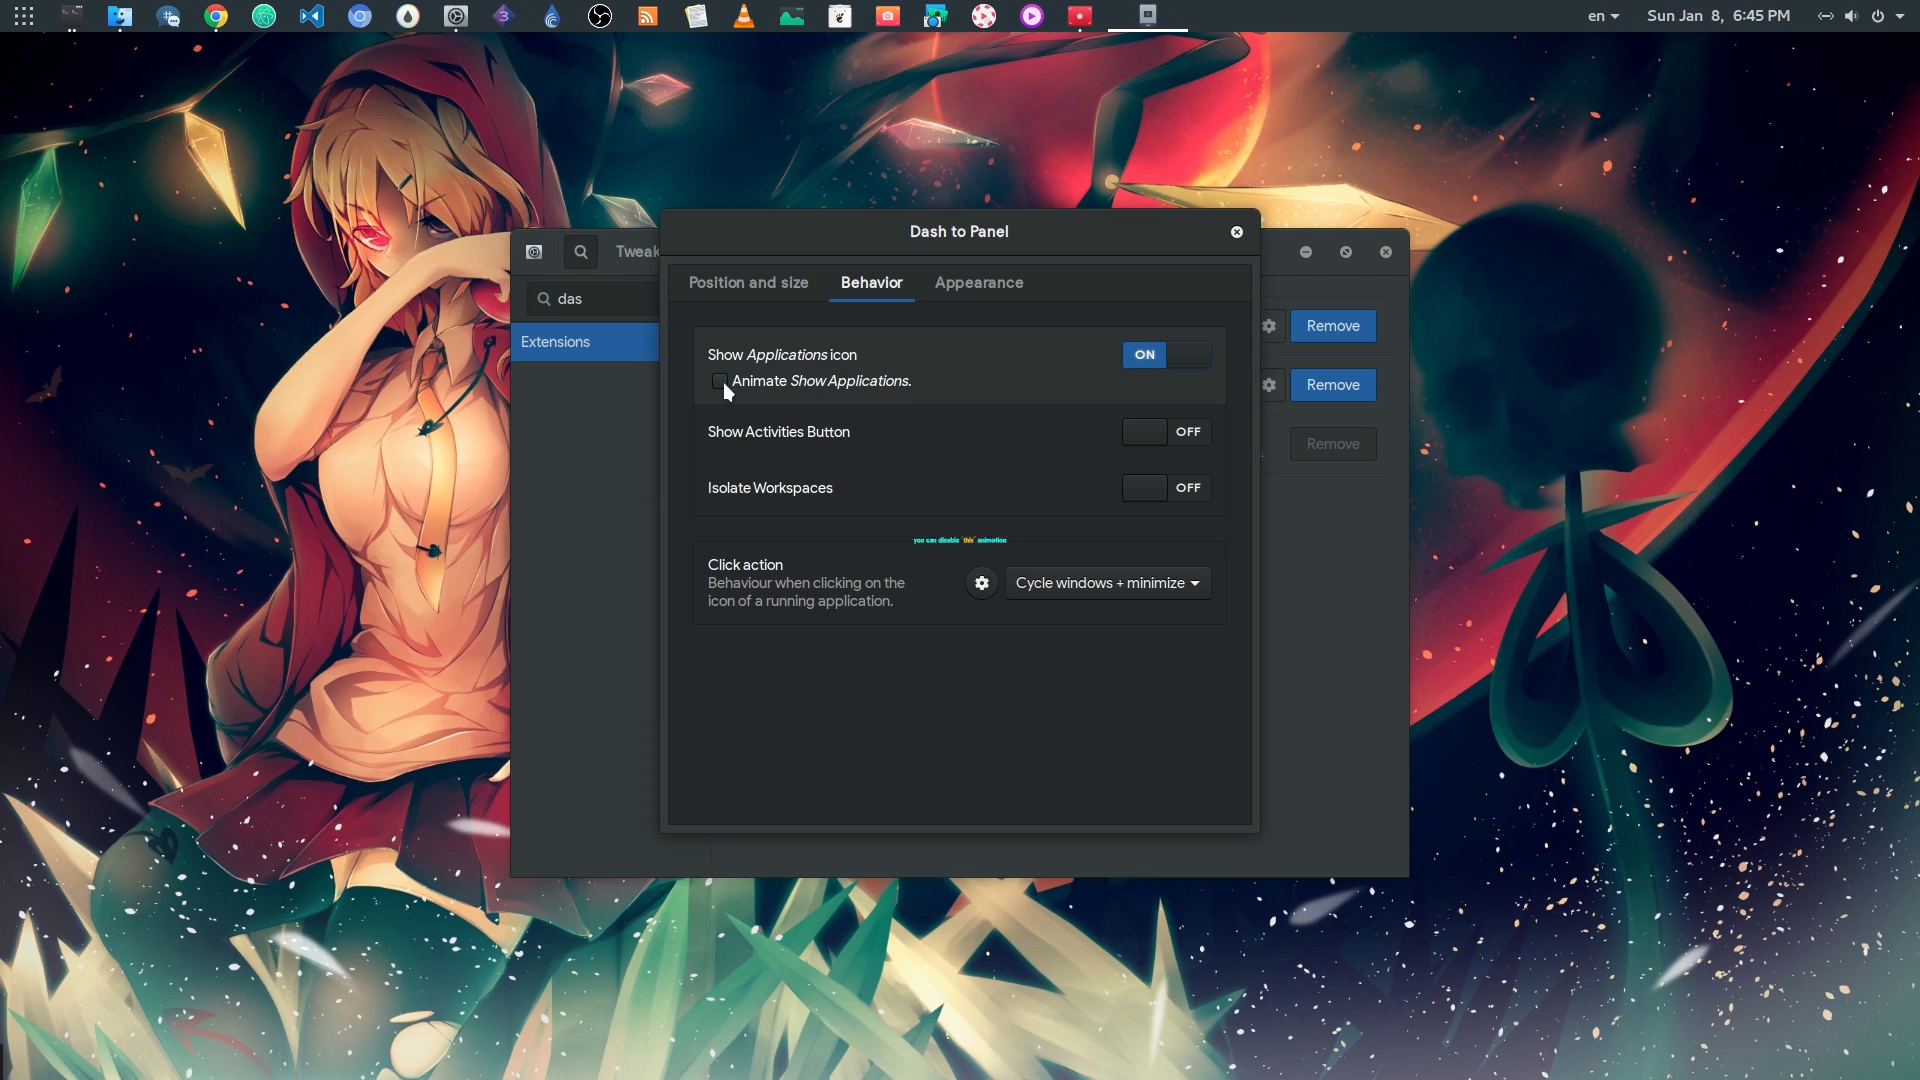 en
Sun Jan 8, 6:45 PM
3
Dash to Panel
Tweak
Position and size
Behavior
Appearance
das
Extensions
Remove
Show Applications icon
ON
Animate Show Applications.
Remove
Show Activities Button
OFF
Remove
Isolate Workspaces
OFF
you can disable 'this' animation
Click action
Behaviour when clicking on the
icon of a running application.
Cycle windows + minimize